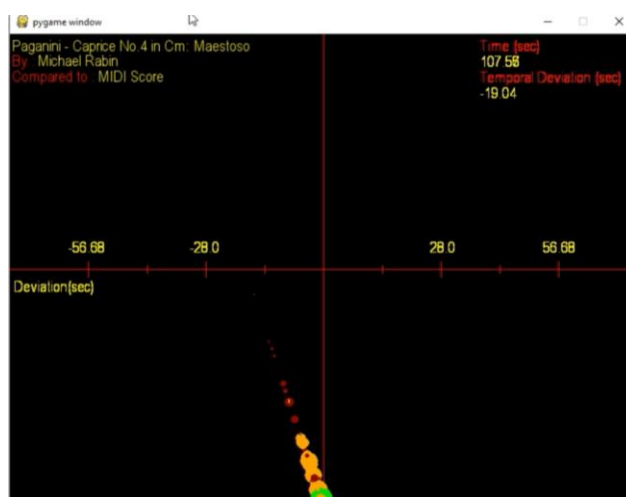 pygame window
Paganini - Caprice No.4 in Cm: Maestoso
By Michael Rabin
Compared to MIDI Score
Time (sec)
107.56
Temporal Deviation (sec)
-19.04
-56.68 -28.0 28.0 56.68
Deviation(sec)